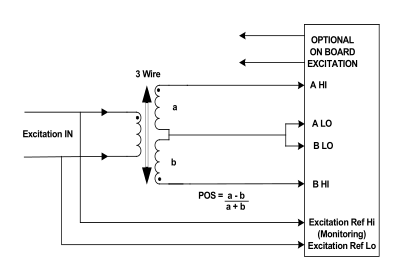 OPTIONAL
ON BOARD
EXCITATION
3 Wire
A HI
a
A LO
Excitation IN
B LO
b
B HI
POS = a - b
a + b
Excitation Ref Hi
(Monitoring)
Excitation Ref Lo